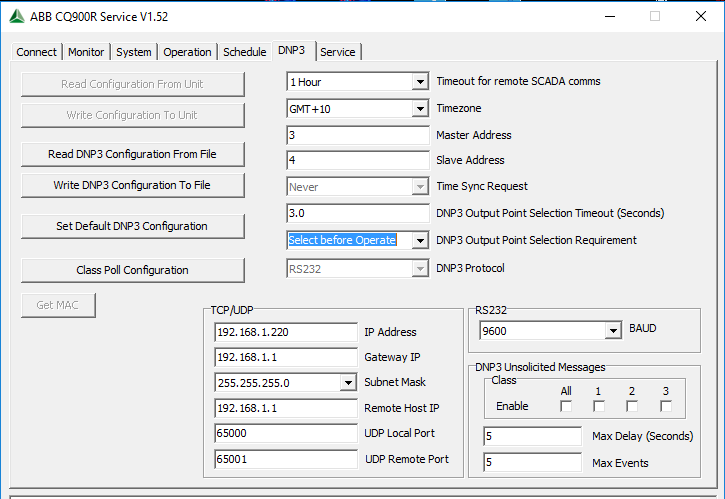 ABB CQ900R Service V1.52
Connect Monitor System Operation Schedule DNP3 Service
Read Configuration From Unit
Write Configuration To Unit
Read DNP3 Configuration From File
Write DNP3 Configuration To File
Set Default DNP3 Configuration
Class Poll Configuration
Get MAC
1 Hour Timeout for remote SCADA comms
GMT+10 Timezone
3 Master Address
4 Slave Address
Never Time Sync Request
3.0 DNP3 Output Point Selection Timeout (Seconds)
Select before Operate DNP3 Output Point Selection Requirement
RS232 DNP3 Protocol
TCP/UDP
192.168.1.220 IP Address
192.168.1.1 Gateway IP
255.255.255.0 Subnet Mask
192.168.1.1 Remote Host IP
65000 UDP Local Port
65001 UDP Remote Port
RS232
9600 BAUD
DNP3 Unsolicited Messages
Class
All 1 2 3
Enable
5 Max Delay (Seconds)
5 Max Events